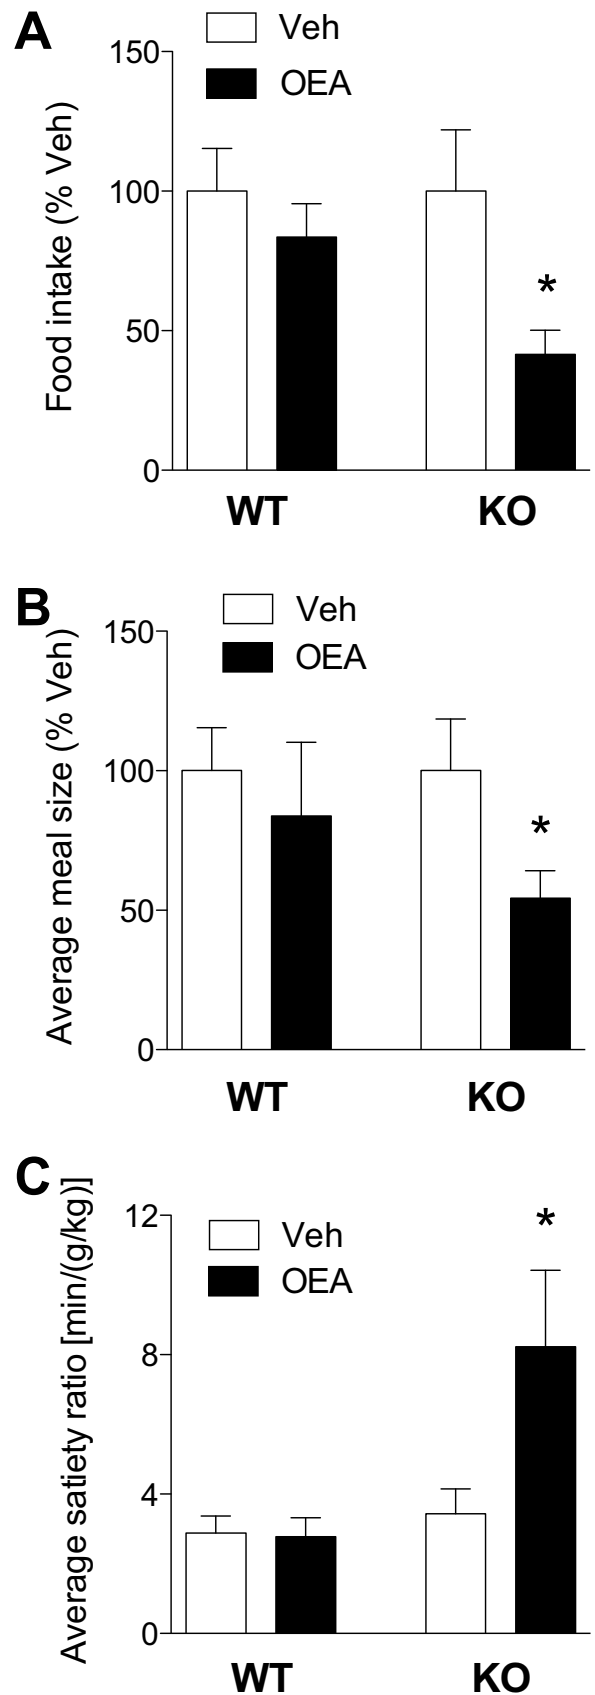 A
Veh
OEA
150
100
50
0
Food intake (% Veh)
*
WT
KO
B
Veh
OEA
150
100
50
0
Average meal size (% Veh)
*
WT
KO
C
Veh
OEA
12
8
4
0
Average satiety ratio [min/(g/kg)]
*
WT
KO